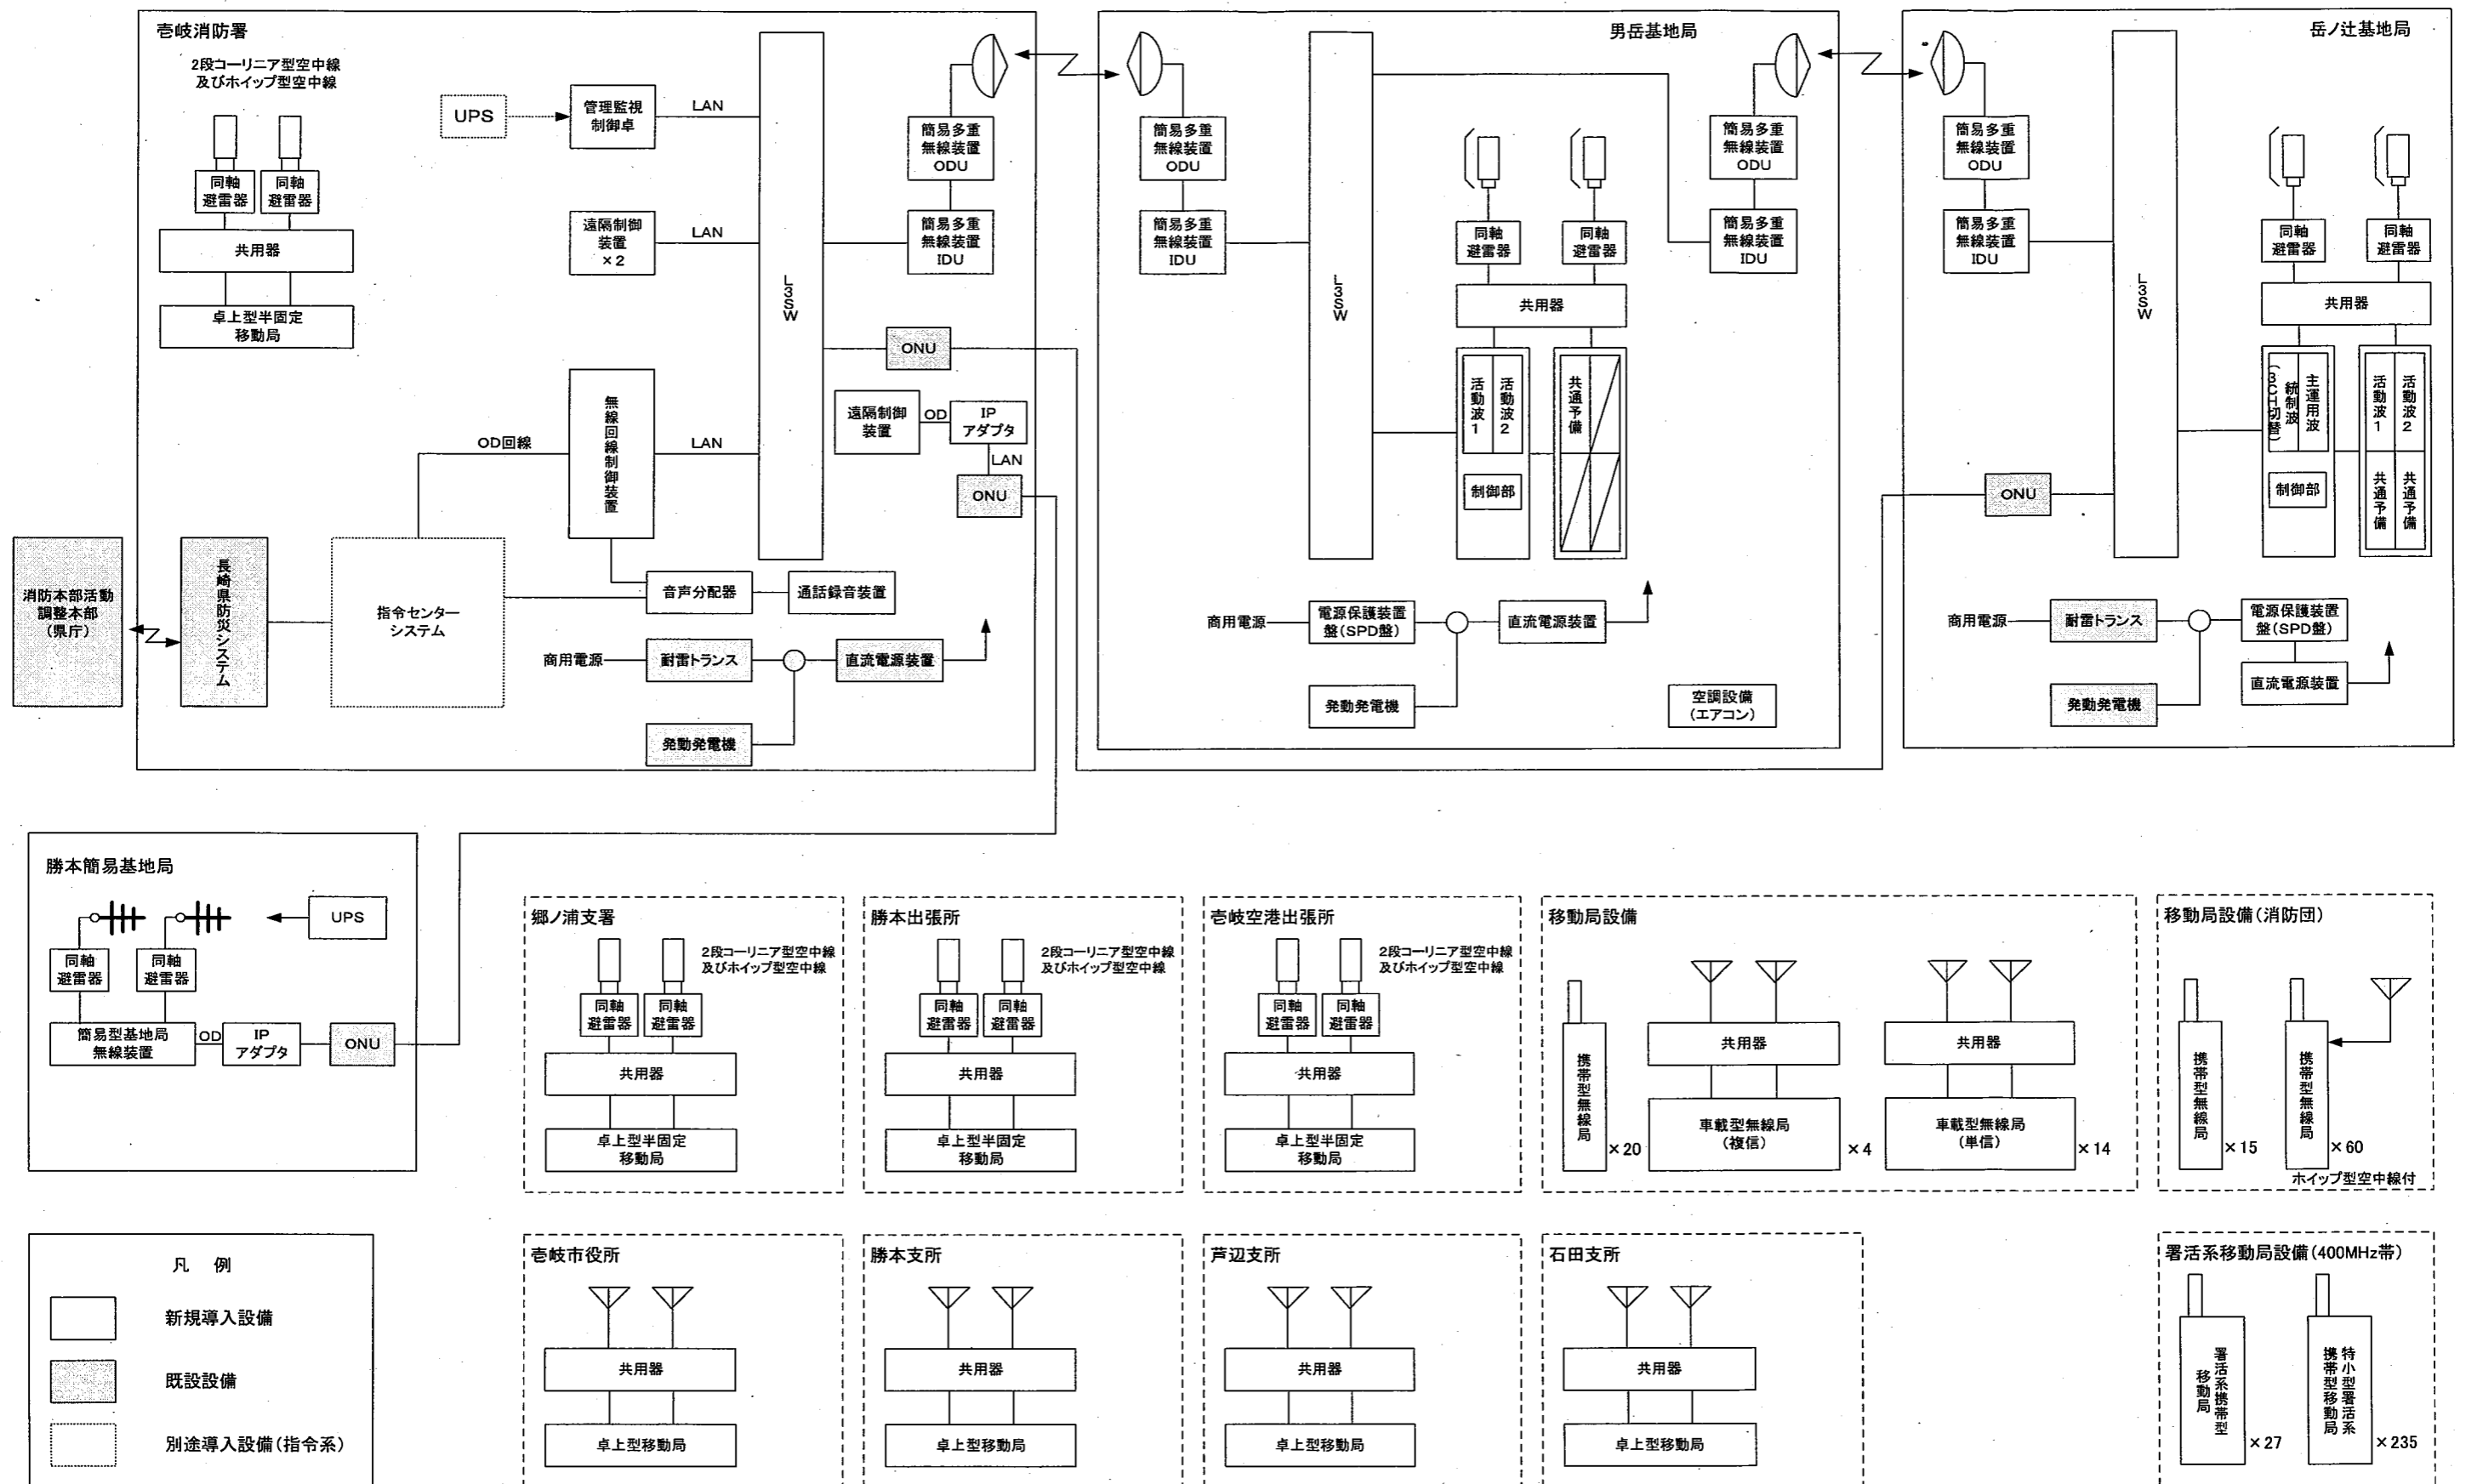 壱岐消防署
2段コーリニア型空中線
及びホイップ型空中線
同軸
避雷器
同軸
避雷器
共用器
卓上型半固定
移動局
UPS
管理監視
制御卓
LAN
遠隔制御
装置
×2
LAN
L3SW
簡易多重
無線装置
ODU
簡易多重
無線装置
IDU
ONU
遠隔制御
装置
OD
IP
アダプタ
LAN
ONU
無線回線制御装置
OD回線
LAN
消防本部活動
調整本部
(県庁)
長崎県防災システム
指令センター
システム
音声分配器
通話録音装置
商用電源
耐雷トランス
直流電源装置
発動発電機
男岳基地局
簡易多重
無線装置
ODU
簡易多重
無線装置
IDU
L3SW
同軸
避雷器
同軸
避雷器
共用器
活動波1
活動波2
制御部
共通予備
簡易多重
無線装置
ODU
簡易多重
無線装置
IDU
商用電源
電源保護装置
盤(SPD盤)
直流電源装置
発動発電機
空調設備
(エアコン)
岳ノ辻基地局
簡易多重
無線装置
ODU
簡易多重
無線装置
IDU
ONU
L3SW
同軸
避雷器
同軸
避雷器
共用器
主運用波
統制波
(3CH切替)
制御部
活動波1
活動波2
共通予備
共通予備
商用電源
耐雷トランス
電源保護装置
盤(SPD盤)
直流電源装置
発動発電機
勝本簡易基地局
UPS
同軸
避雷器
同軸
避雷器
簡易型基地局
無線装置
OD
IP
アダプタ
ONU
郷ノ浦支署
2段コーリニア型空中線
及びホイップ型空中線
同軸
避雷器
同軸
避雷器
共用器
卓上型半固定
移動局
勝本出張所
2段コーリニア型空中線
及びホイップ型空中線
同軸
避雷器
同軸
避雷器
共用器
卓上型半固定
移動局
壱岐空港出張所
2段コーリニア型空中線
及びホイップ型空中線
同軸
避雷器
同軸
避雷器
共用器
卓上型半固定
移動局
移動局設備
携帯型無線局
×20
共用器
車載型無線局
(複信)
×4
共用器
車載型無線局
(単信)
×14
移動局設備(消防団)
携帯型無線局
×15
携帯型無線局
×60
ホイップ型空中線付
凡 例
新規導入設備
既設設備
別途導入設備(指令系)
壱岐市役所
共用器
卓上型移動局
勝本支所
共用器
卓上型移動局
芦辺支所
共用器
卓上型移動局
石田支所
共用器
卓上型移動局
署活系移動局設備(400MHz帯)
署活系携帯型
移動局
×27
特小型署活系
携帯型移動局
×235